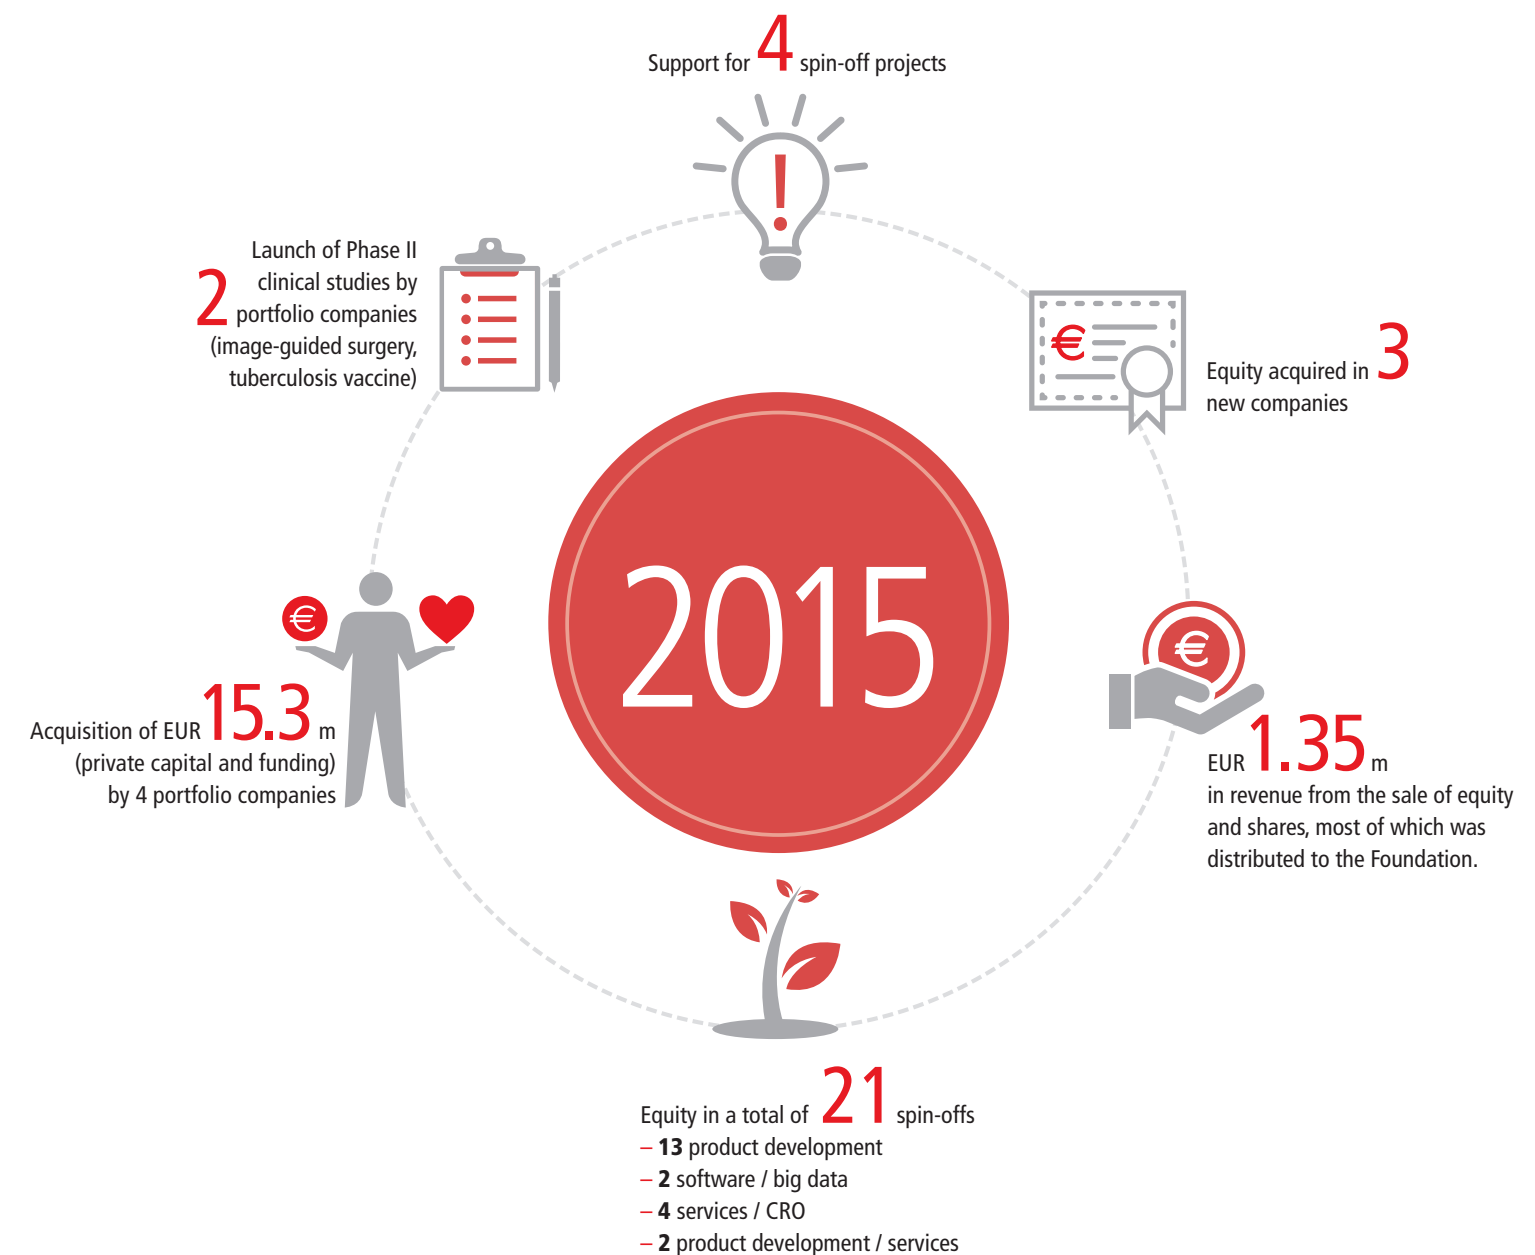 Support for 4 spin-off projects
Launch of Phase II
clinical studies by
2 portfolio companies
(image-guided surgery,
tuberculosis vaccine)
€
Equity acquired in 3
new companies
2015
€
Acquisition of EUR 15.3 m
(private capital and funding)
by 4 portfolio companies
€
EUR 1.35 m
in revenue from the sale of equity
and shares, most of which was
distributed to the Foundation.
Equity in a total of 21 spin-offs
– 13 product development
– 2 software / big data
– 4 services / CRO
– 2 product development / services